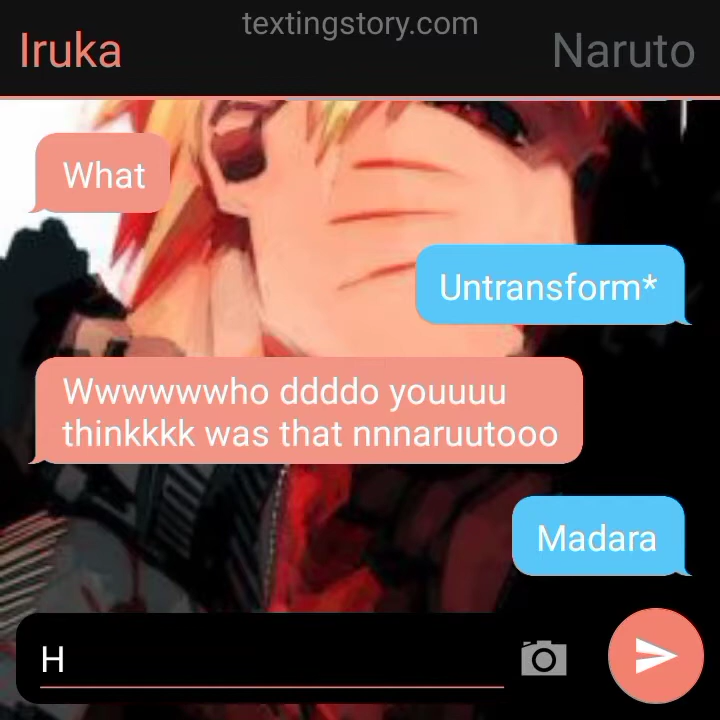 textingstory.com
Iruka
Naruto
What
Untransform*
Wwwwwwho ddddo youuuu
thinkkkk was that nnnaruutooo
Madara
H